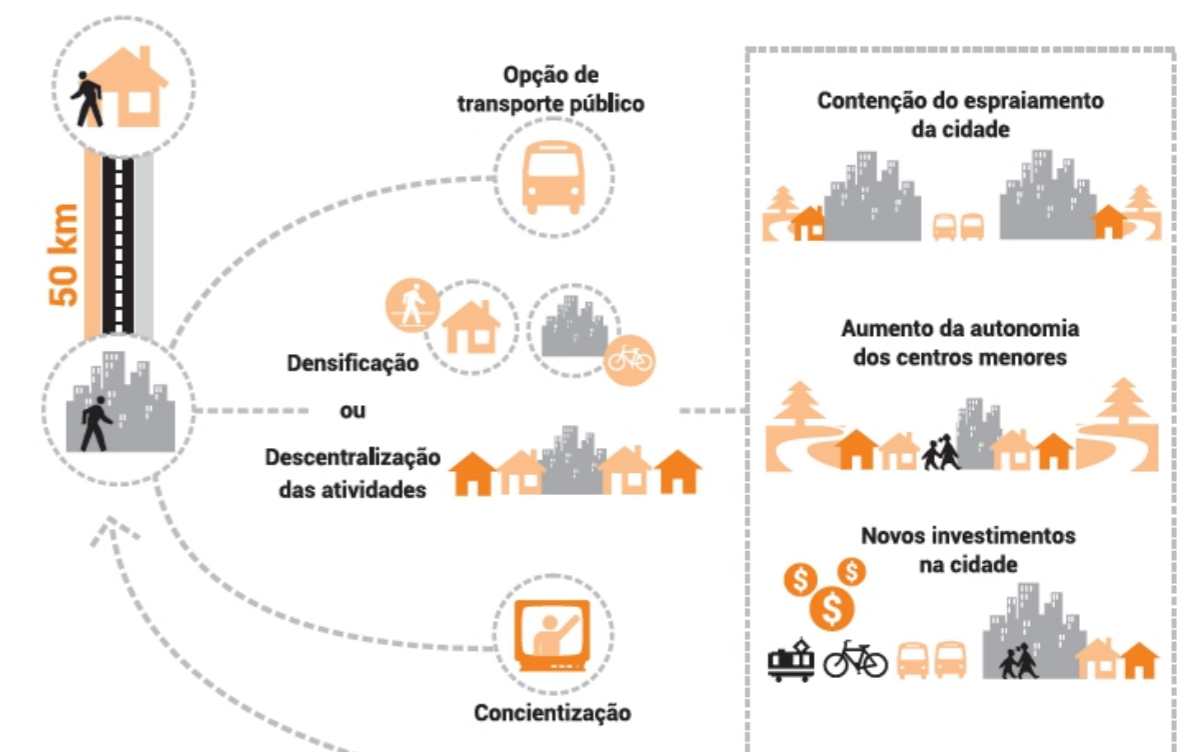 50 km
Opção de
transporte público
Densificação
ou
Descentralização
das atividades
Concientização
Contenção do espraiamento
da cidade
Aumento da autonomia
dos centros menores
Novos investimentos
na cidade
$
$
$